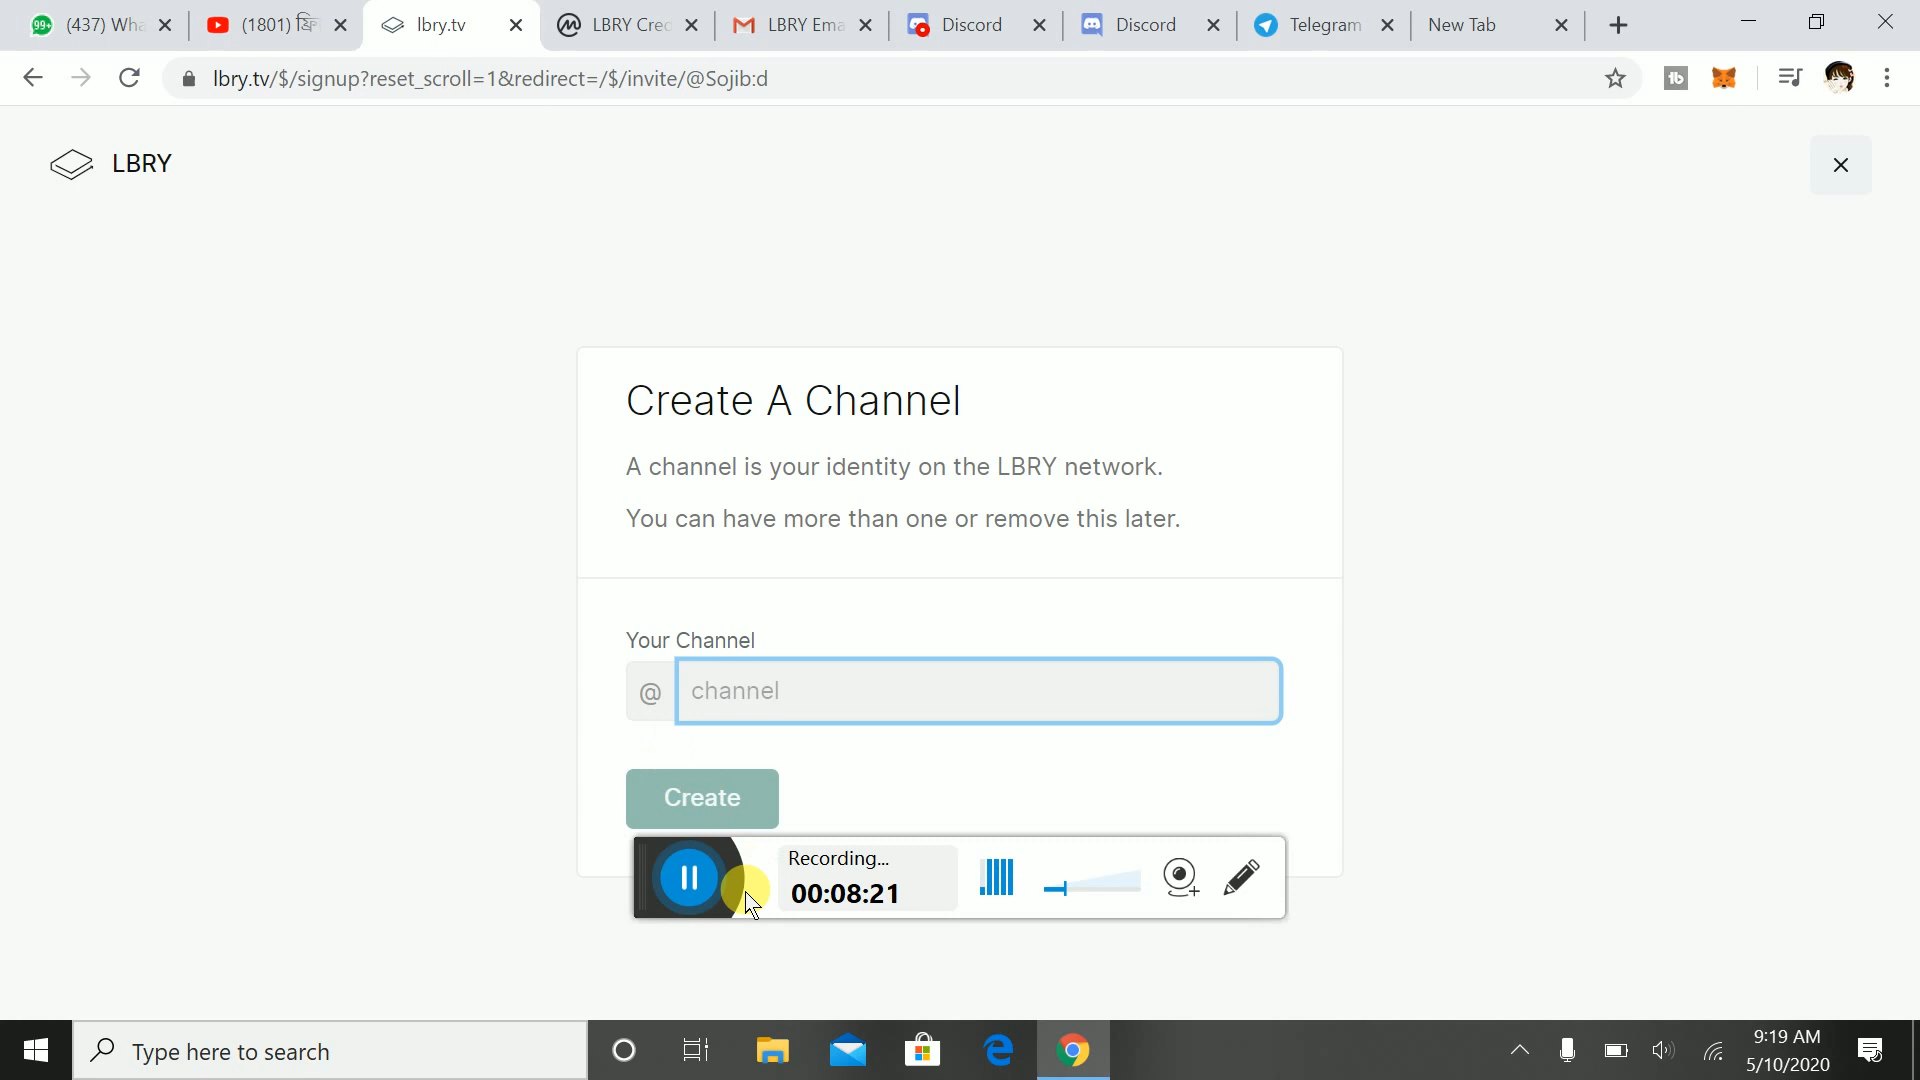 99+ (437) Wha
(1801)
lbry.tv
LBRY Cred
LBRY Ema
Discord
Discord
Telegram
New Tab
lbry.tv/$/signup?reset_scroll=1&redirect=/$/invite/@Sojib:d
LBRY
Create A Channel
A channel is your identity on the LBRY network.
You can have more than one or remove this later.
Your Channel
@ channel
Create
Recording...
00:08:21
Type here to search
9:19 AM
5/10/2020